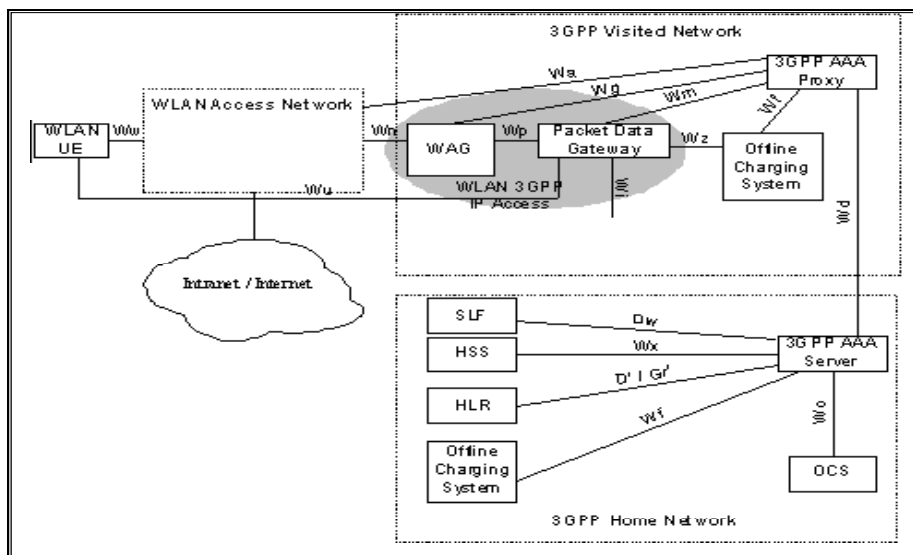 3GPP Visited Network
3GPP AAA
Proxy
Wa
Wg
Wm
Wf
WLAN Access Network
WLAN
UE
Ww
Wn
WAG
Wp
Packet Data
Gateway
Wz
Offline
Charging
System
Wu
WLAN 3GPP
IP Access
Wi
Wd
Intranet / Internet
SLF
Dw
HSS
Wx
3GPP AAA
Server
HLR
D' / Gr'
Wf
Wo
Offline
Charging
System
OCS
3GPP Home Network